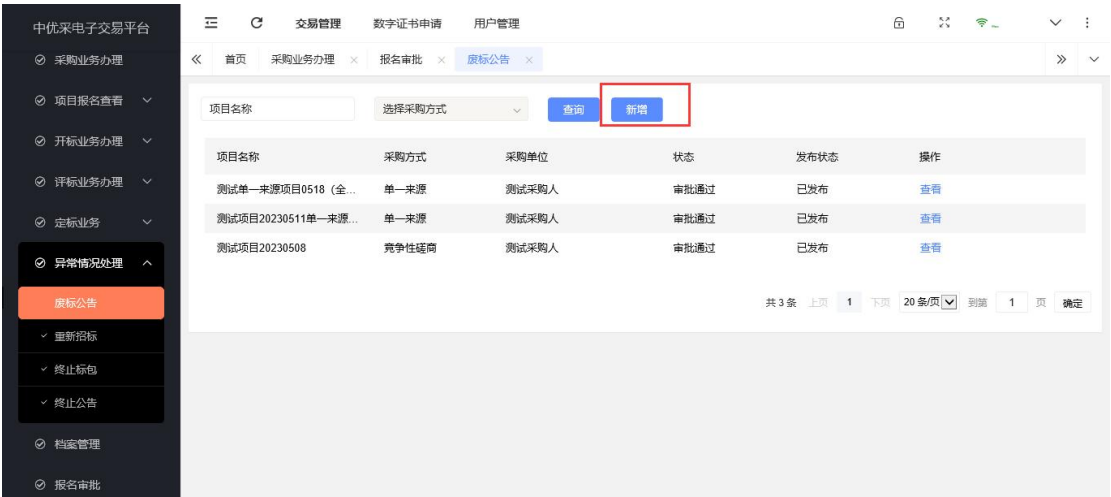 中优采电子交易平台
交易管理 数字证书申请 用户管理
采购业务办理
项目报名查看
开标业务办理
评标业务办理
定标业务
异常情况处理
废标公告
重新招标
终止标包
终止公告
档案管理
报名审批
首页 采购业务办理 × 报名审批 × 废标公告 ×
项目名称 选择采购方式 查询 新增
项目名称 采购方式 采购单位 状态 发布状态 操作
测试单一来源项目0518（全... 单一来源 测试采购人 审批通过 已发布 查看
测试项目20230511单一来源... 单一来源 测试采购人 审批通过 已发布 查看
测试项目20230508 竞争性磋商 测试采购人 审批通过 已发布 查看
共 3 条 上页 1 下页 20 条/页 到第 1 页 确定